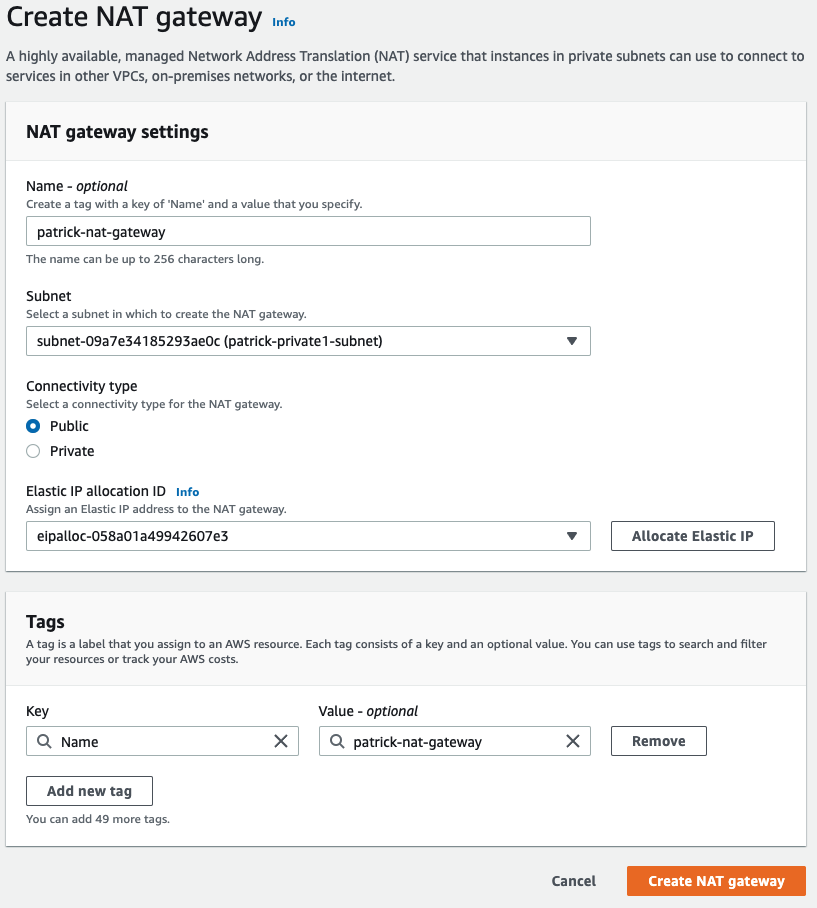 Create NAT gateway Info
A highly available, managed Network Address Translation (NAT) service that instances in private subnets can use to connect to
services in other VPCs, on-premises networks, or the internet.
NAT gateway settings
Name - optional
Create a tag with a key of 'Name' and a value that you specify.
patrick-nat-gateway
The name can be up to 256 characters long.
Subnet
Select a subnet in which to create the NAT gateway.
subnet-09a7e34185293ae0c (patrick-private1-subnet)
Connectivity type
Select a connectivity type for the NAT gateway.
Public
Private
Elastic IP allocation ID Info
Assign an Elastic IP address to the NAT gateway.
eipalloc-058a01a49942607e3 Allocate Elastic IP
Tags
A tag is a label that you assign to an AWS resource. Each tag consists of a key and an optional value. You can use tags to search and filter
your resources or track your AWS costs.
Key Value - optional
Name patrick-nat-gateway Remove
Add new tag
You can add 49 more tags.
Cancel Create NAT gateway